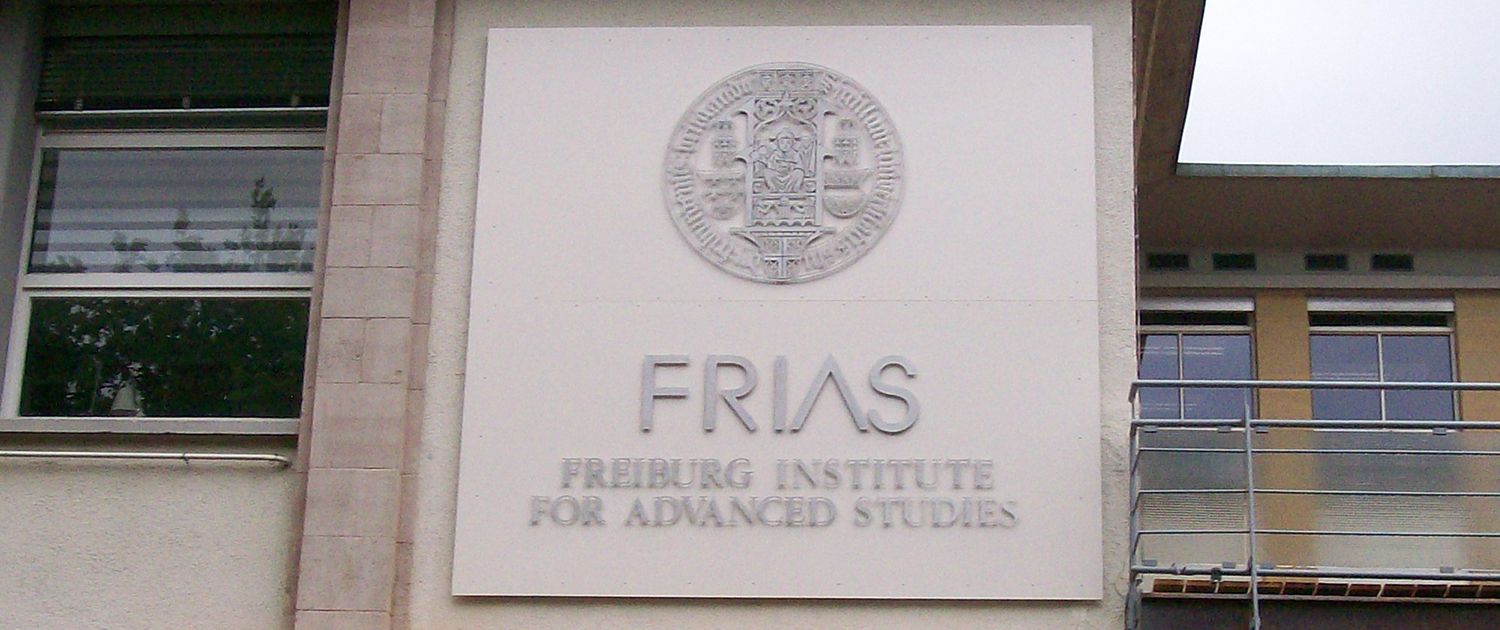 FRIAS
FREIBURG INSTITUTE
FOR ADVANCED STUDIES